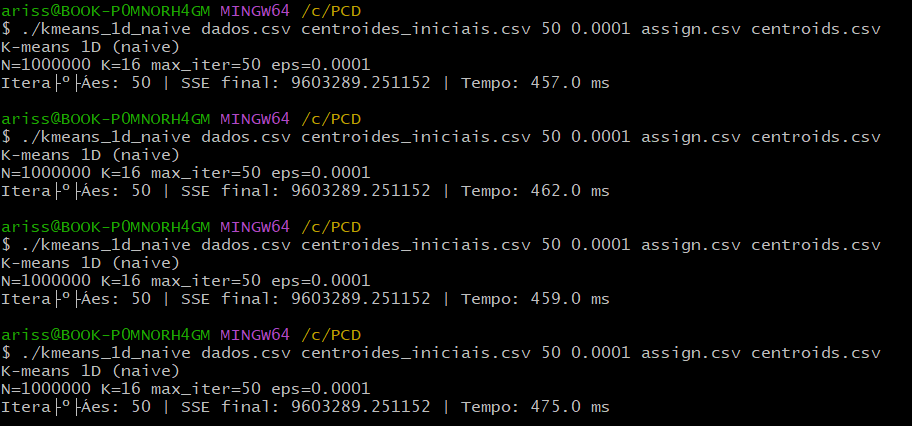 ariss@BOOK-P0MNORH4GM MINGW64 /c/PCD
$ ./kmeans_1d_naive dados.csv centroides_iniciais.csv 50 0.0001 assign.csv centroids.csv
K-means 1D (naive)
N=1000000 K=16 max_iter=50 eps=0.0001
Itera├º├Áes: 50 | SSE final: 9603289.251152 | Tempo: 457.0 ms
ariss@BOOK-P0MNORH4GM MINGW64 /c/PCD
$ ./kmeans_1d_naive dados.csv centroides_iniciais.csv 50 0.0001 assign.csv centroids.csv
K-means 1D (naive)
N=1000000 K=16 max_iter=50 eps=0.0001
Itera├º├Áes: 50 | SSE final: 9603289.251152 | Tempo: 462.0 ms
ariss@BOOK-P0MNORH4GM MINGW64 /c/PCD
$ ./kmeans_1d_naive dados.csv centroides_iniciais.csv 50 0.0001 assign.csv centroids.csv
K-means 1D (naive)
N=1000000 K=16 max_iter=50 eps=0.0001
Itera├º├Áes: 50 | SSE final: 9603289.251152 | Tempo: 459.0 ms
ariss@BOOK-P0MNORH4GM MINGW64 /c/PCD
$ ./kmeans_1d_naive dados.csv centroides_iniciais.csv 50 0.0001 assign.csv centroids.csv
K-means 1D (naive)
N=1000000 K=16 max_iter=50 eps=0.0001
Itera├º├Áes: 50 | SSE final: 9603289.251152 | Tempo: 475.0 ms